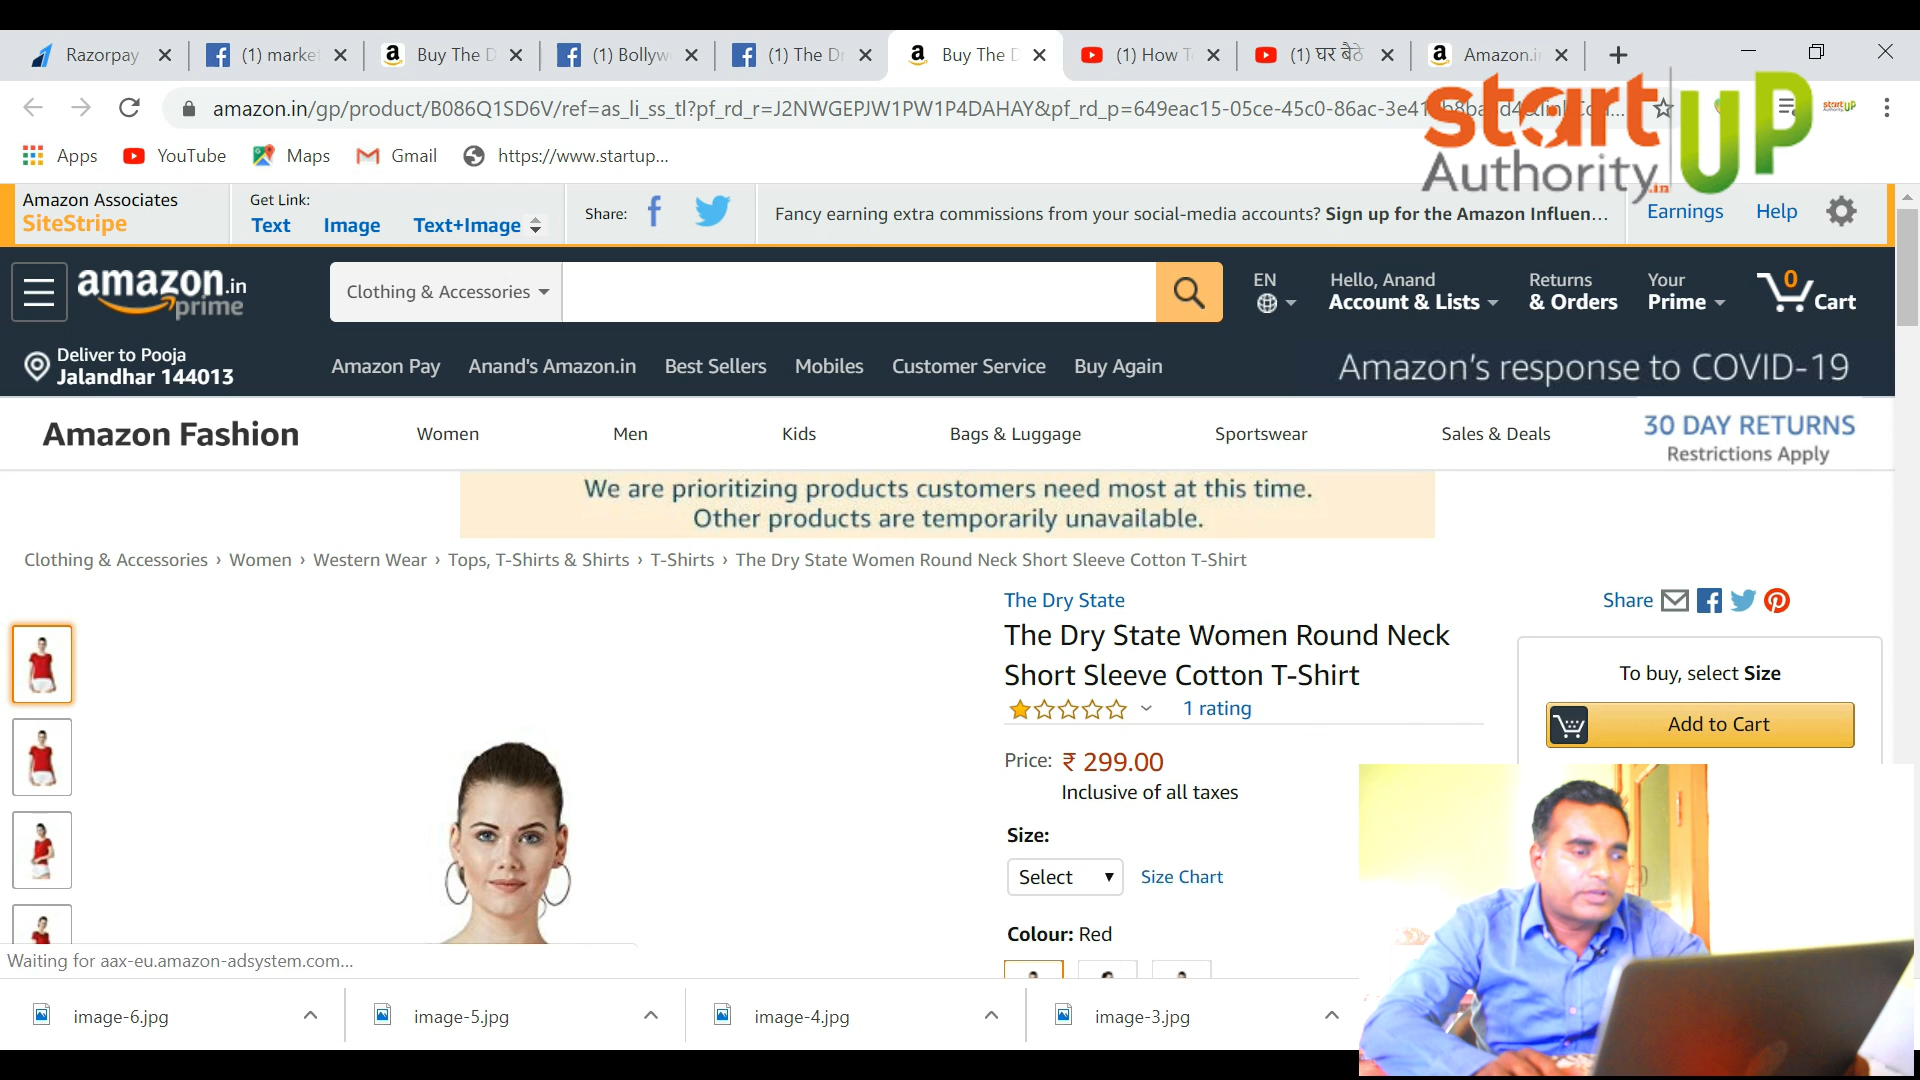 Razorpay
(1) marke
Buy The D
(1) Bollyw
(1) The Dr
Buy The D
(1) How T
(1) घर बैठे
Amazon.i
amazon.in/gp/product/B086Q1SD6V/ref=as_li_ss_tl?pf_rd_r=J2NWGEPJW1PW1P4DAHAY&pf_rd_p=649eac15-05ce-45c0-86ac-3e41
start UP
Authority.in
Apps
YouTube
Maps
Gmail
https://www.startup...
Amazon Associates
SiteStripe
Get Link:
Text
Image
Text+Image
Share:
Fancy earning extra commissions from your social-media accounts? Sign up for the Amazon Influen...
Earnings
Help
amazon.in
prime
Clothing & Accessories
EN
Hello, Anand
Account & Lists
Returns
& Orders
Your
Prime
0
Cart
Deliver to Pooja
Jalandhar 144013
Amazon Pay
Anand's Amazon.in
Best Sellers
Mobiles
Customer Service
Buy Again
Amazon's response to COVID-19
Amazon Fashion
Women
Men
Kids
Bags & Luggage
Sportswear
Sales & Deals
30 DAY RETURNS
Restrictions Apply
We are prioritizing products customers need most at this time.
Other products are temporarily unavailable.
Clothing & Accessories › Women › Western Wear › Tops, T-Shirts & Shirts › T-Shirts › The Dry State Women Round Neck Short Sleeve Cotton T-Shirt
The Dry State
The Dry State Women Round Neck
Short Sleeve Cotton T-Shirt
1 rating
Price: ₹ 299.00
Inclusive of all taxes
Size:
Select
Size Chart
Colour: Red
Share
To buy, select Size
Add to Cart
Waiting for aax-eu.amazon-adsystem.com...
image-6.jpg
image-5.jpg
image-4.jpg
image-3.jpg